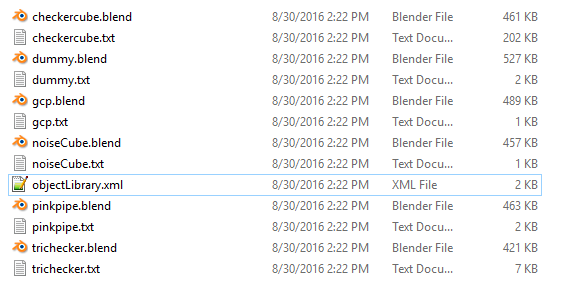 checkercube.blend 8/30/2016 2:22 PM Blender File 461 KB
checkercube.txt 8/30/2016 2:22 PM Text Docu... 202 KB
dummy.blend 8/30/2016 2:22 PM Blender File 527 KB
dummy.txt 8/30/2016 2:22 PM Text Docu... 2 KB
gcp.blend 8/30/2016 2:22 PM Blender File 489 KB
gcp.txt 8/30/2016 2:22 PM Text Docu... 1 KB
noiseCube.blend 8/30/2016 2:22 PM Blender File 457 KB
noiseCube.txt 8/30/2016 2:22 PM Text Docu... 1 KB
objectLibrary.xml 8/30/2016 2:22 PM XML File 2 KB
pinkpipe.blend 8/30/2016 2:22 PM Blender File 463 KB
pinkpipe.txt 8/30/2016 2:22 PM Text Docu... 2 KB
trichecker.blend 8/30/2016 2:22 PM Blender File 421 KB
trichecker.txt 8/30/2016 2:22 PM Text Docu... 7 KB